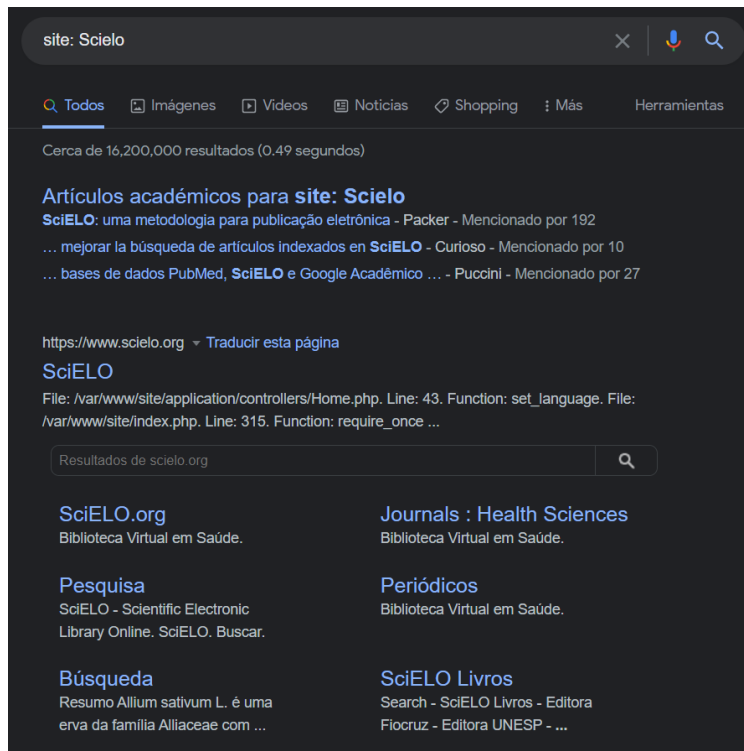 site: Scielo
Todos Imágenes Videos Noticias Shopping Más Herramientas
Cerca de 16,200,000 resultados (0.49 segundos)
Artículos académicos para site: Scielo
SciELO: uma metodologia para publicação eletrônica - Packer - Mencionado por 192
… mejorar la búsqueda de artículos indexados en SciELO - Curioso - Mencionado por 10
… bases de dados PubMed, SciELO e Google Acadêmico … - Puccini - Mencionado por 27
https://www.scielo.org Traducir esta página
SciELO
File: /var/www/site/application/controllers/Home.php. Line: 43. Function: set_language. File:
/var/www/site/index.php. Line: 315. Function: require_once ...
Resultados de scielo.org
SciELO.org
Biblioteca Virtual em Saúde.
Journals : Health Sciences
Biblioteca Virtual em Saúde.
Pesquisa
SciELO - Scientific Electronic
Library Online. SciELO. Buscar.
Periódicos
Biblioteca Virtual em Saúde.
Búsqueda
Resumo Allium sativum L. é uma
erva da família Alliaceae com ...
SciELO Livros
Search - SciELO Livros - Editora
Fiocruz - Editora UNESP - ...